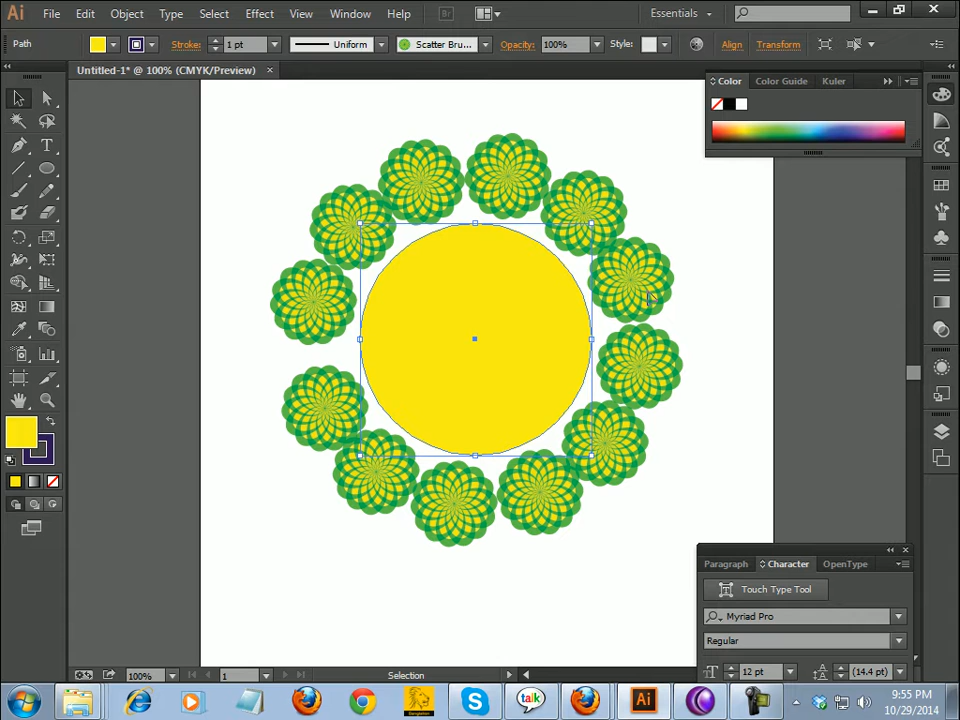 Ai File Edit Object Type Select Effect View Window Help Br Essentials
Path Stroke: 1 pt Uniform Scatter Bru... Opacity: 100% Style: Align Transform
Untitled-1* @ 100% (CMYK/Preview) ×
Color Color Guide Kuler
Paragraph Character OpenType
Touch Type Tool
Myriad Pro
Regular
12 pt (14.4 pt)
100% 1 Selection
talk Ai
9:55 PM
10/29/2014